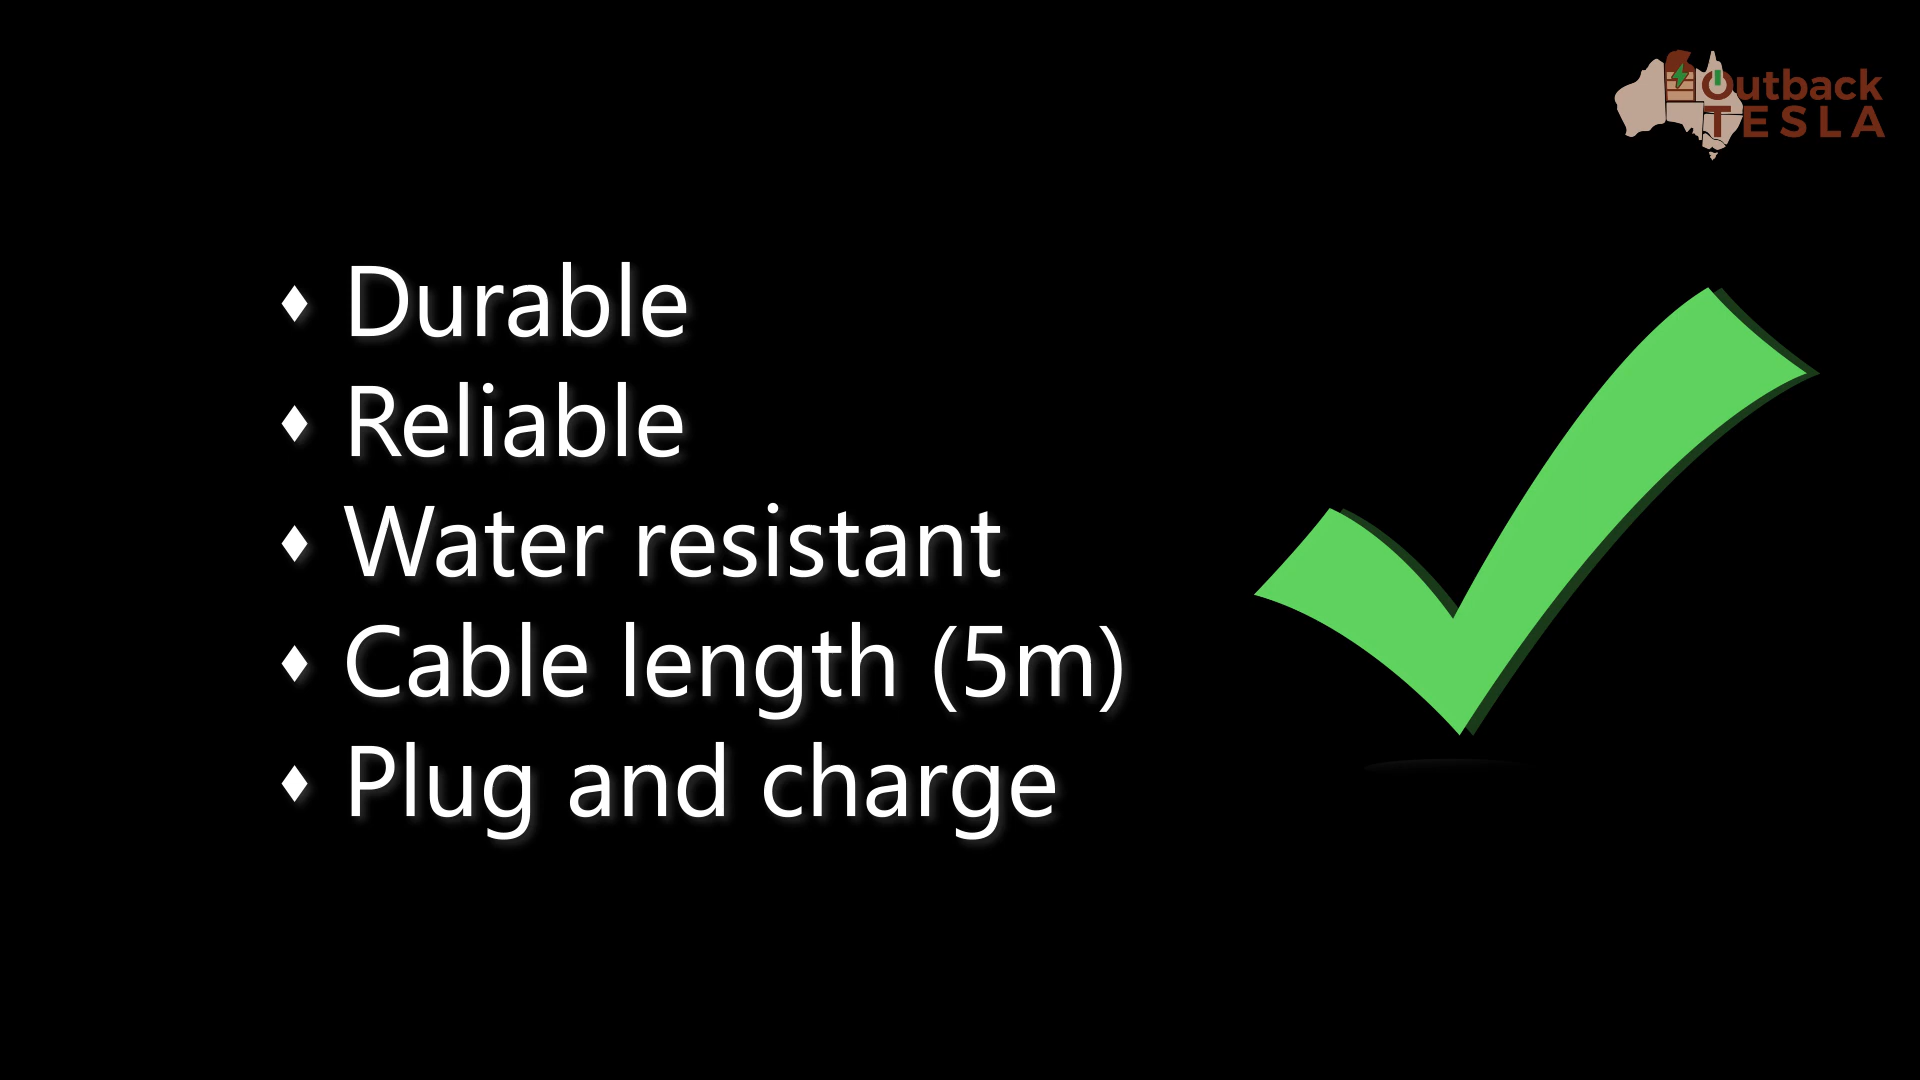 Outback
TESLA
♦ Durable
♦ Reliable
♦ Water resistant
♦ Cable length (5m)
♦ Plug and charge